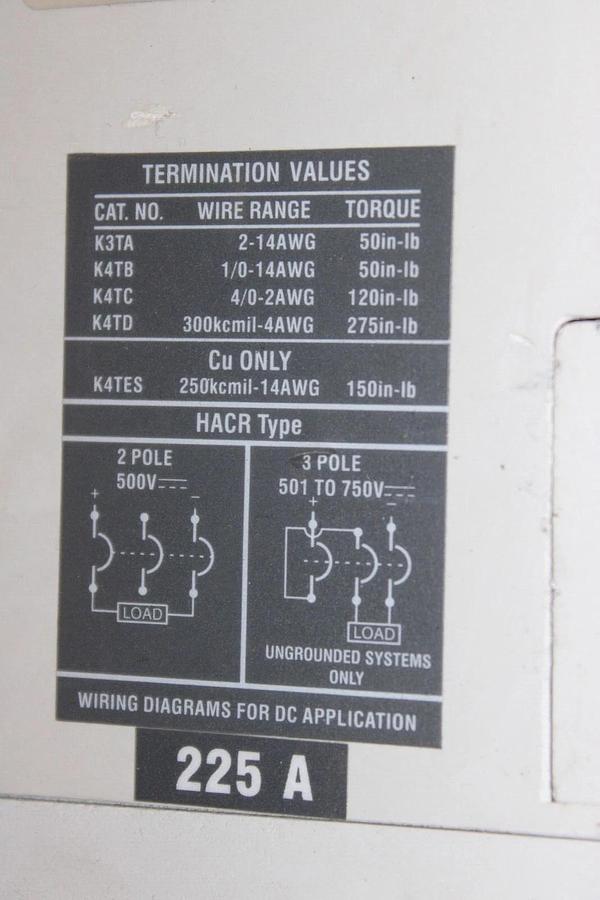 TERMINATION VALUES
CAT. NO. WIRE RANGE TORQUE
K3TA 2-14AWG 50in-lb
K4TB 1/0-14AWG 50in-lb
K4TC 4/0-2AWG 120in-lb
K4TD 300kcmil-4AWG 275in-lb
Cu ONLY
K4TES 250kcmil-14AWG 150in-lb
HACR Type
2 POLE
500V⎓
+ −
LOAD
3 POLE
501 TO 750V⎓
+ −
LOAD
UNGROUNDED SYSTEMS
ONLY
WIRING DIAGRAMS FOR DC APPLICATION
225 A